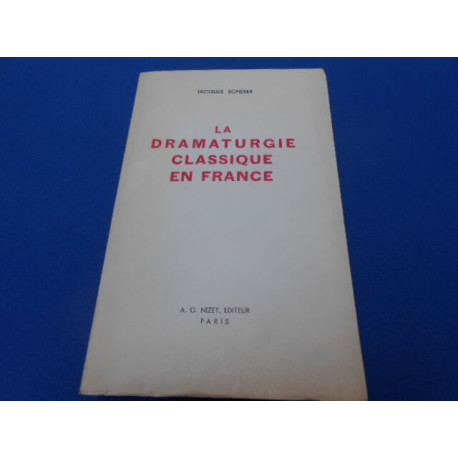 JACQUES SCHERER
LA
DRAMATURGIE
CLASSIQUE
EN FRANCE
A. G. NIZET, EDITEUR
PARIS